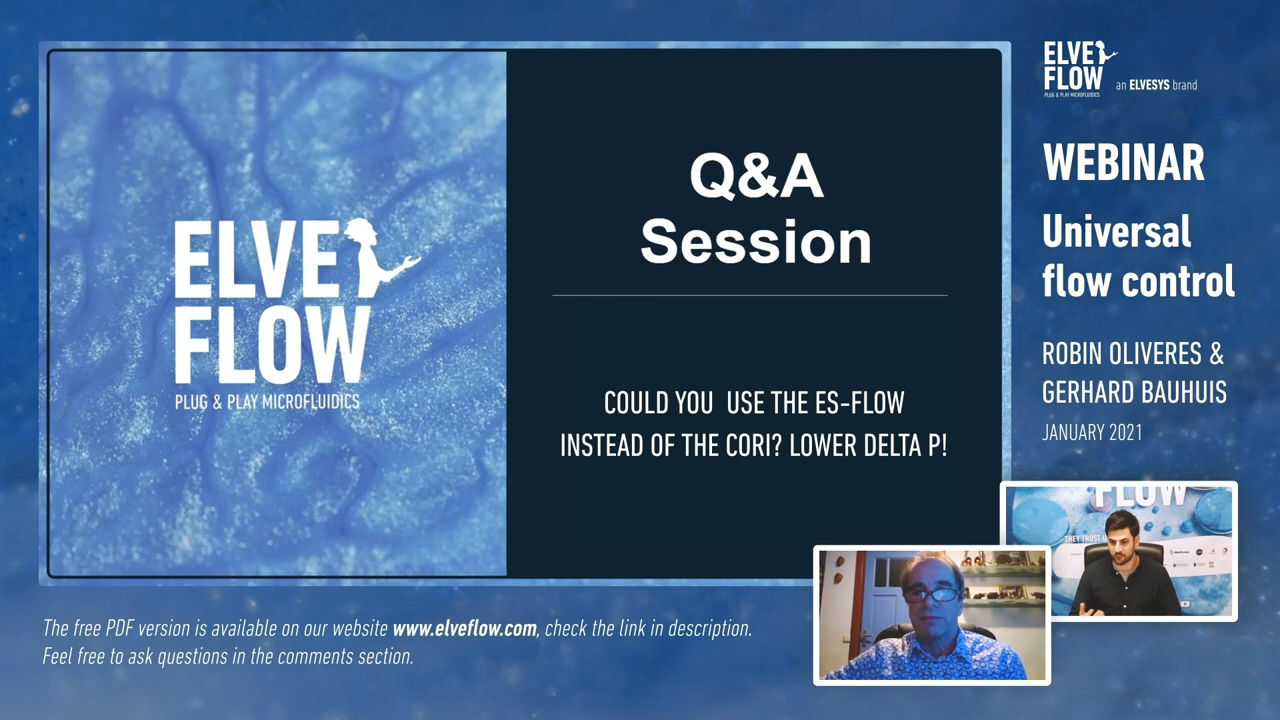 ELVE
FLOW
PLUG & PLAY MICROFLUIDICS
Q&A
Session
COULD YOU USE THE ES-FLOW
INSTEAD OF THE CORI? LOWER DELTA P!
ELVE
FLOW
PLUG & PLAY MICROFLUIDICS
an ELVESYS brand
WEBINAR
Universal
flow control
ROBIN OLIVERES &
GERHARD BAUHUIS
JANUARY 2021
FLOW
THEY TRUST U
The free PDF version is available on our website www.elveflow.com, check the link in description.
Feel free to ask questions in the comments section.